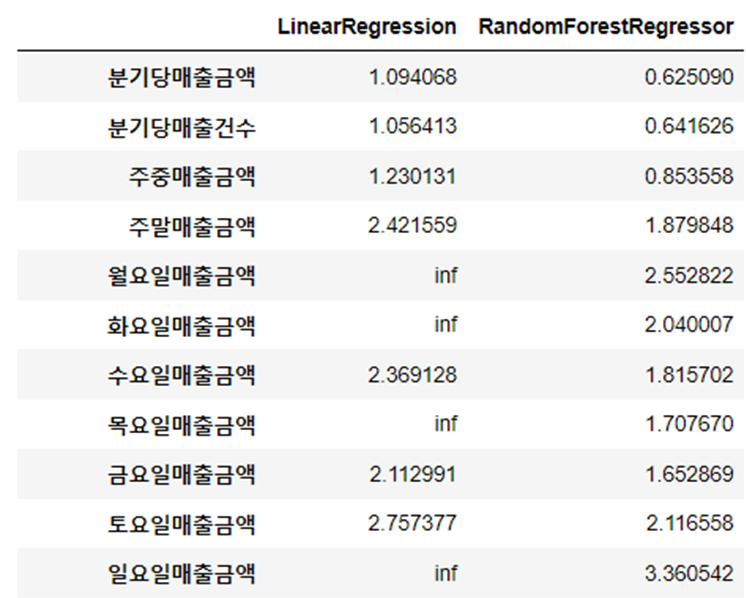 LinearRegression RandomForestRegressor
분기당매출금액 1.094068 0.625090
분기당매출건수 1.056413 0.641626
주중매출금액 1.230131 0.853558
주말매출금액 2.421559 1.879848
월요일매출금액 inf 2.552822
화요일매출금액 inf 2.040007
수요일매출금액 2.369128 1.815702
목요일매출금액 inf 1.707670
금요일매출금액 2.112991 1.652869
토요일매출금액 2.757377 2.116558
일요일매출금액 inf 3.360542